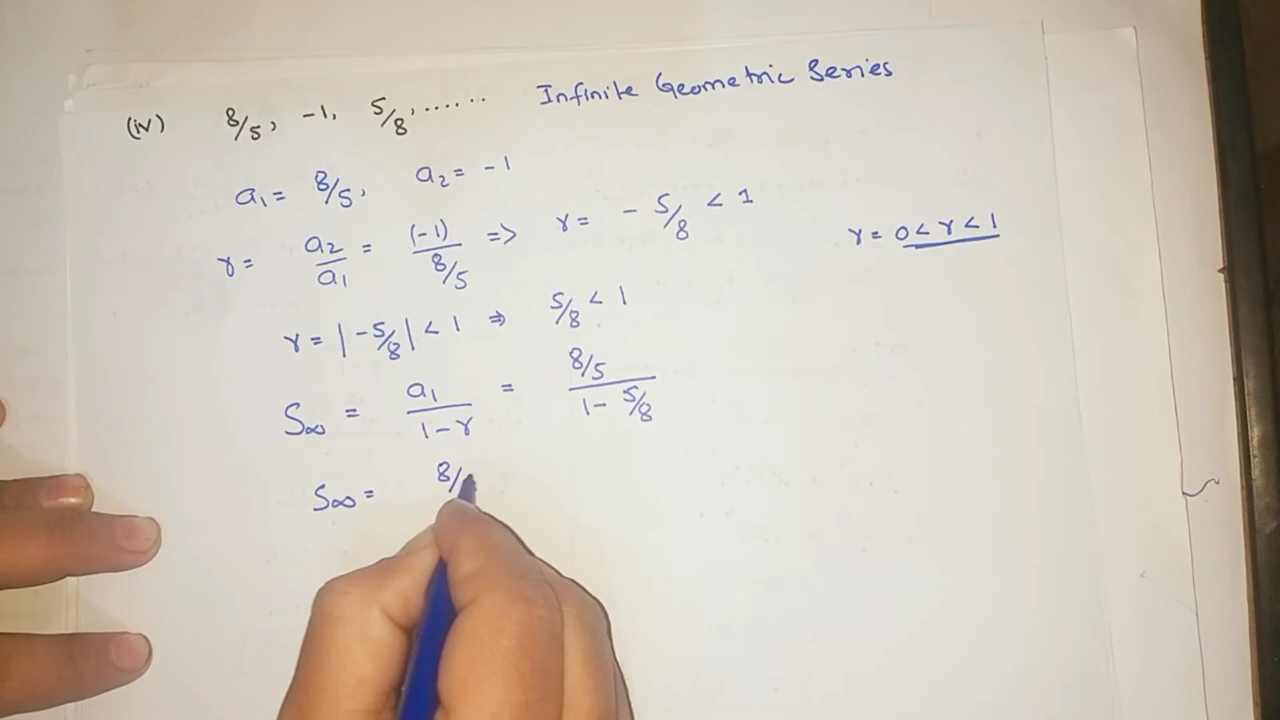 (iv) 8/5, -1, 5/8, ...... Infinite Geometric Series
a₁ = 8/5, a₂ = -1
r = a₂/a₁ = (-1)/8/5 => r = - 5/8 < 1 r = 0 < r < 1
r = |-5/8| < 1 ⇒ 5/8 < 1
S∞ = a₁/1-r = 8/5/1- 5/8
S∞ = 8/